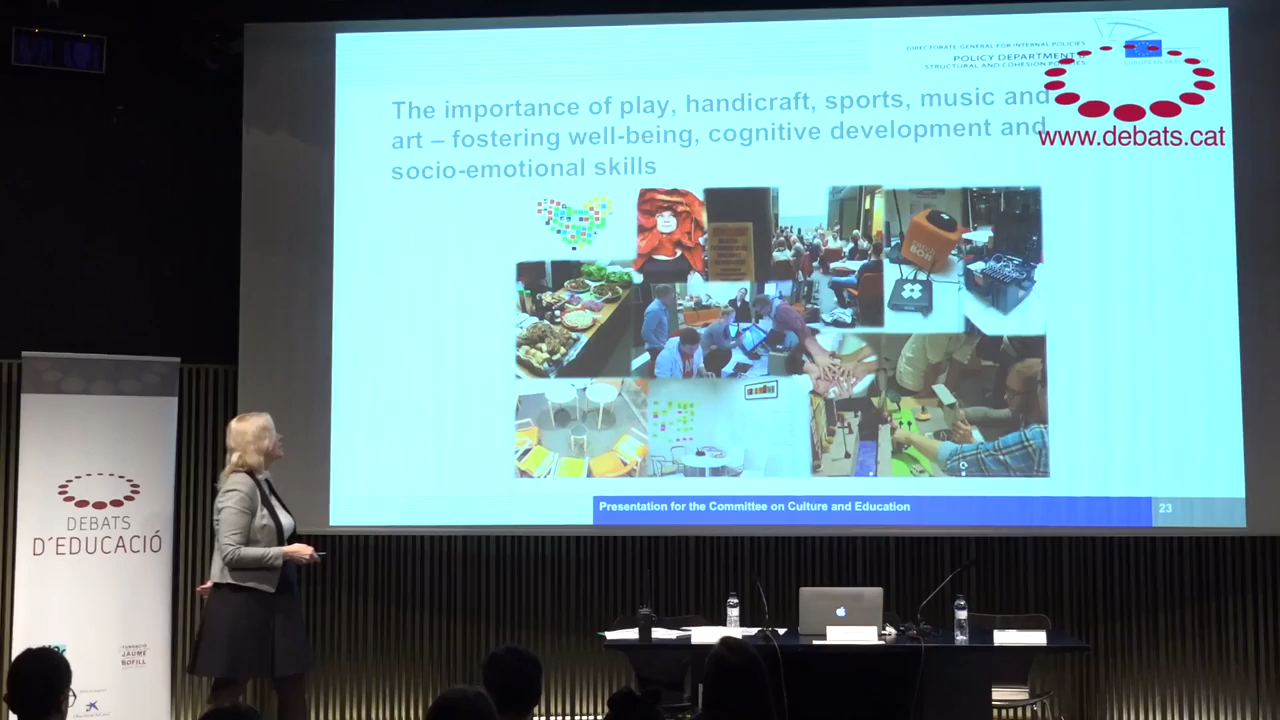 DIRECTORATE-GENERAL FOR INTERNAL POLICIES
POLICY DEPARTMENT
STRUCTURAL AND COHESION POLICIES
www.debats.cat
The importance of play, handicraft, sports, music and
art – fostering well-being, cognitive development and
socio-emotional skills
catch
BOB
Presentation for the Committee on Culture and Education
23
DEBATS
D´EDUCACIÓ
FUNDACIÓ
JAUME
BOFILL